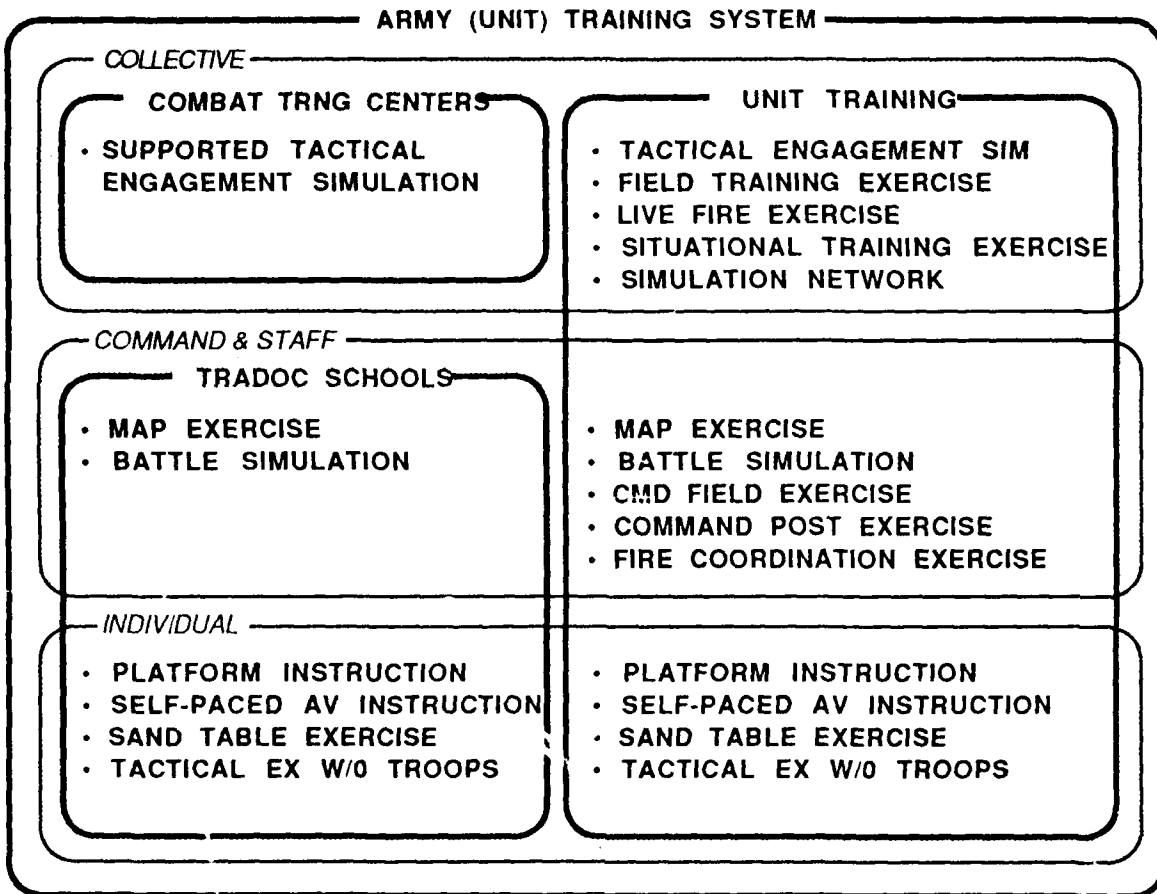 ARMY (UNIT) TRAINING SYSTEM
COLLECTIVE
COMBAT TRNG CENTERS
• SUPPORTED TACTICAL
ENGAGEMENT SIMULATION
UNIT TRAINING
• TACTICAL ENGAGEMENT SIM
• FIELD TRAINING EXERCISE
• LIVE FIRE EXERCISE
• SITUATIONAL TRAINING EXERCISE
• SIMULATION NETWORK
COMMAND & STAFF
TRADOC SCHOOLS
• MAP EXERCISE
• BATTLE SIMULATION
• MAP EXERCISE
• BATTLE SIMULATION
• CMD FIELD EXERCISE
• COMMAND POST EXERCISE
• FIRE COORDINATION EXERCISE
INDIVIDUAL
• PLATFORM INSTRUCTION
• SELF-PACED AV INSTRUCTION
• SAND TABLE EXERCISE
• TACTICAL EX W/0 TROOPS
• PLATFORM INSTRUCTION
• SELF-PACED AV INSTRUCTION
• SAND TABLE EXERCISE
• TACTICAL EX W/0 TROOPS